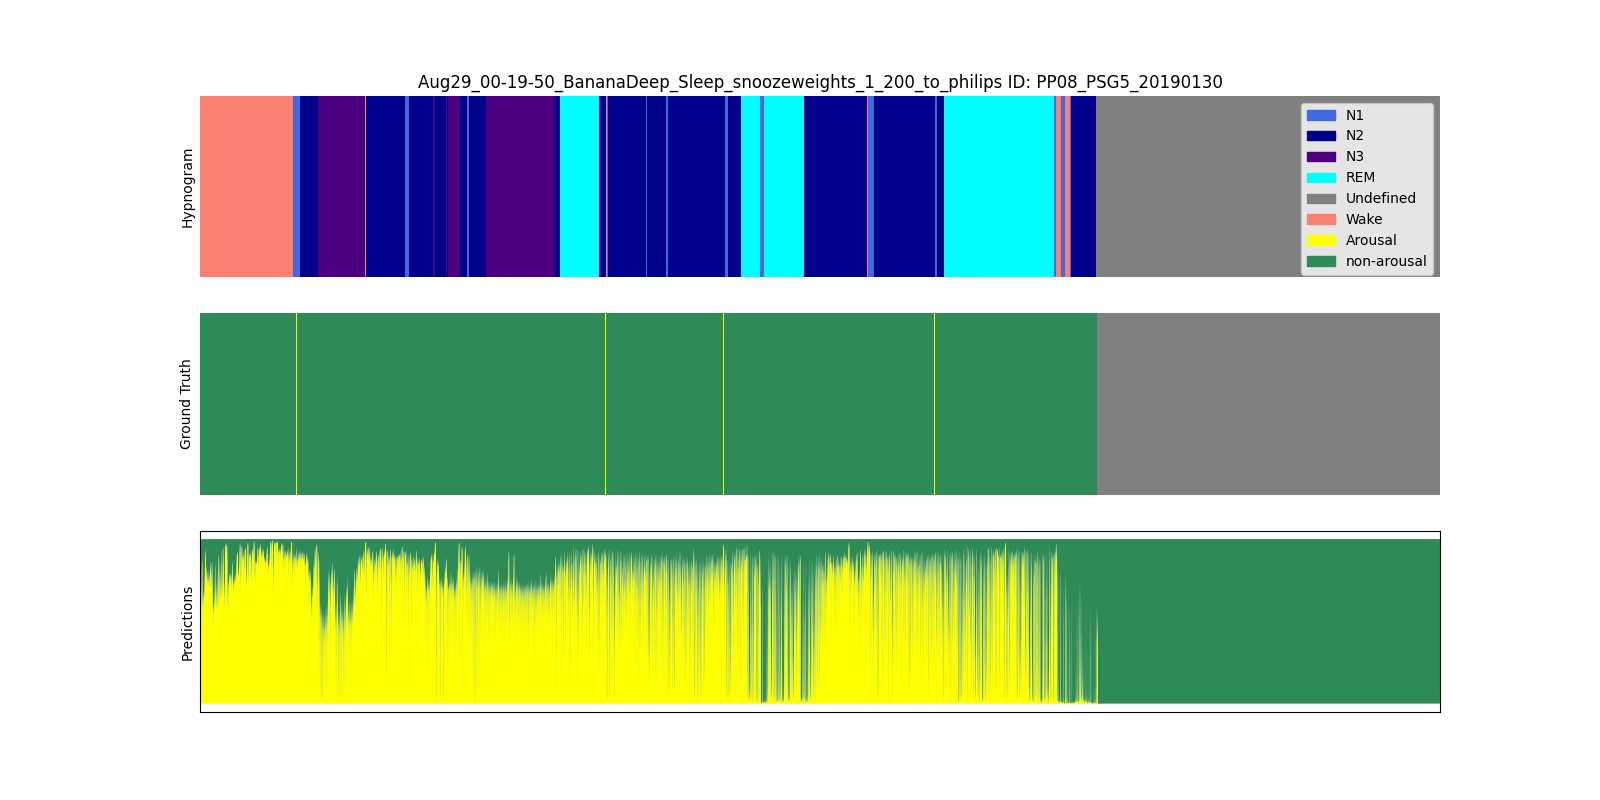 Aug29_00-19-50_BananaDeep_Sleep_snoozeweights_1_200_to_philips ID: PP08_PSG5_20190130
Hypnogram
N1
N2
N3
REM
Undefined
Wake
Arousal
non-arousal
Ground Truth
Predictions